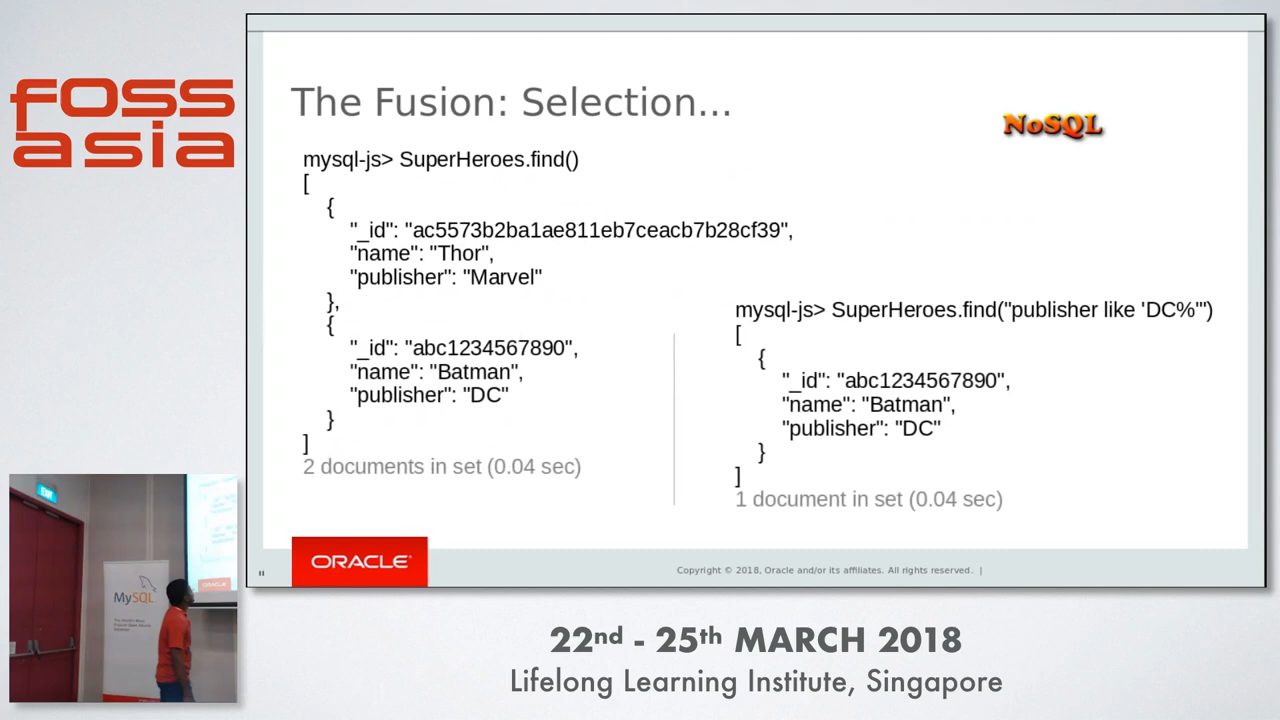 FOSS
asia
The Fusion: Selection...
NoSQL
mysql-js> SuperHeroes.find()
[
{
"_id": "ac5573b2ba1ae811eb7ceacb7b28cf39",
"name": "Thor",
"publisher": "Marvel"
},
{
"_id": "abc1234567890",
"name": "Batman",
"publisher": "DC"
}
]
2 documents in set (0.04 sec)
mysql-js> SuperHeroes.find("publisher like 'DC%'")
[
{
"_id": "abc1234567890",
"name": "Batman",
"publisher": "DC"
}
]
1 document in set (0.04 sec)
ORACLE®
11
Copyright © 2018, Oracle and/or its affiliates. All rights reserved. |
EXIT
MySQL
22nd - 25th MARCH 2018
Lifelong Learning Institute, Singapore